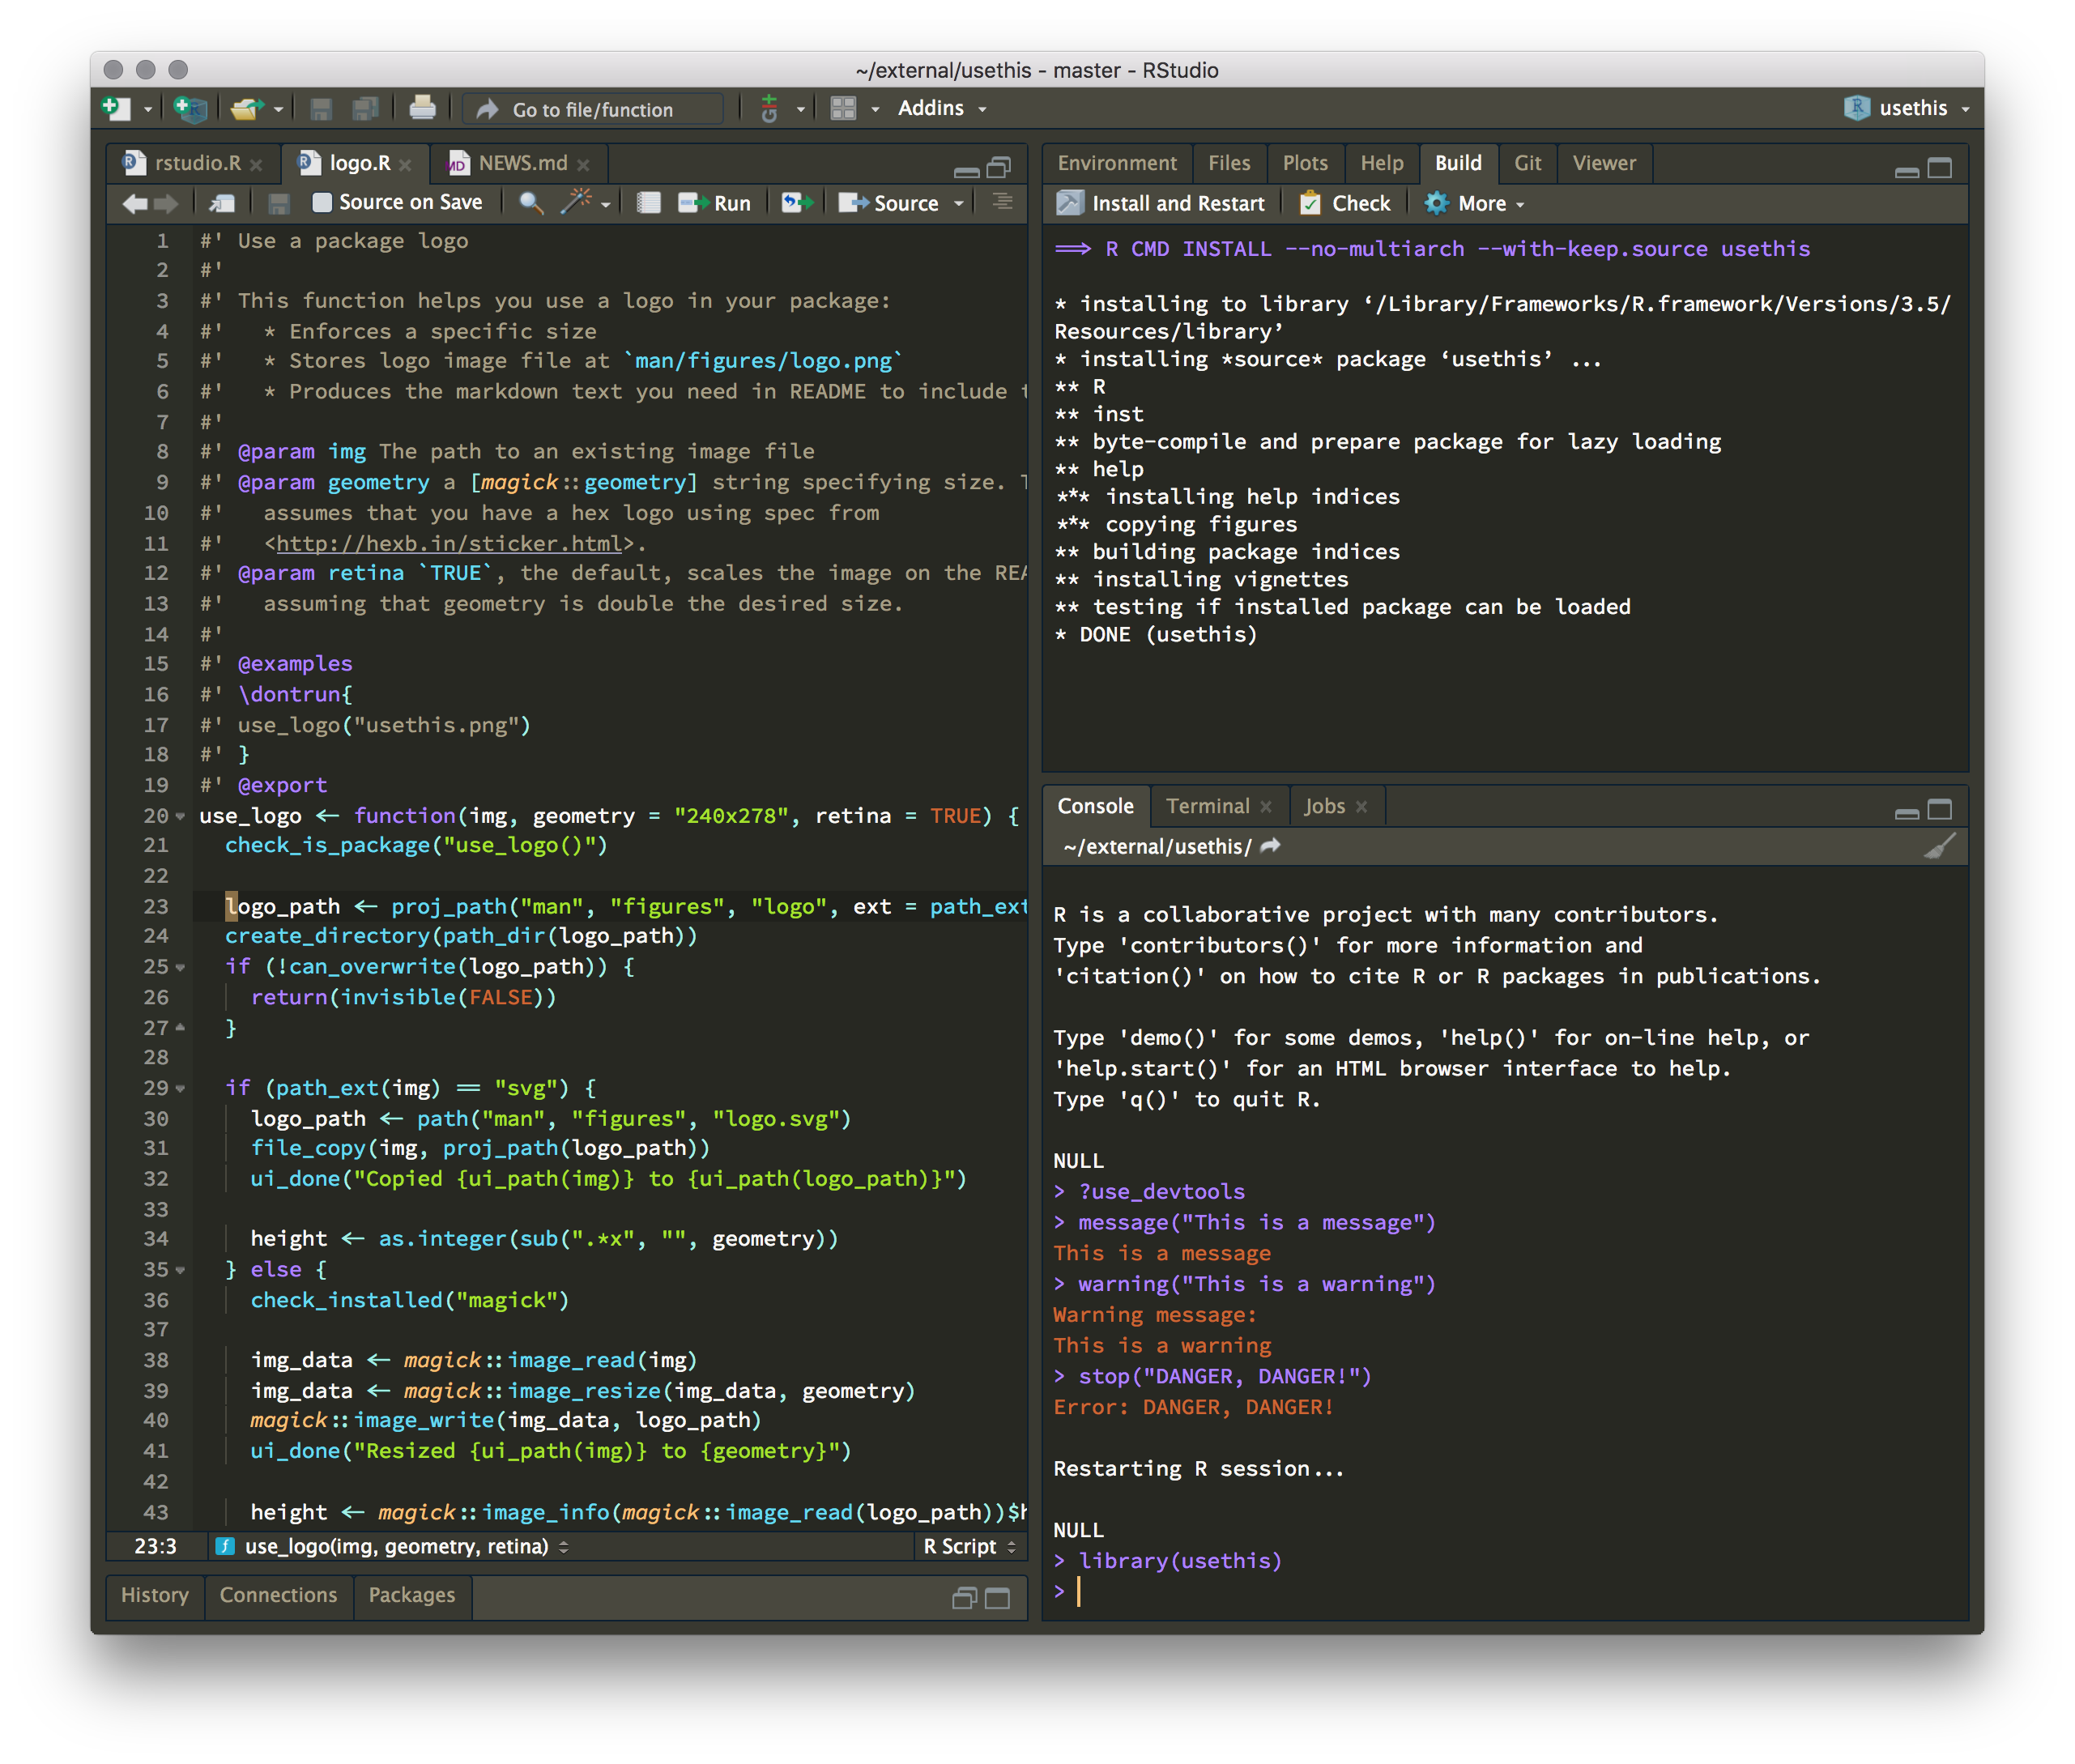 ~/external/usethis - master - RStudio
Go to file/function
Addins
usethis
rstudio.R
logo.R
NEWS.md
Source on Save
Run
Source
1 #' Use a package logo
2 #'
3 #' This function helps you use a logo in your package:
4 #'   * Enforces a specific size
5 #'   * Stores logo image file at `man/figures/logo.png`
6 #'   * Produces the markdown text you need in README to include
7 #'
8 #' @param img The path to an existing image file
9 #' @param geometry a [magick::geometry] string specifying size.
10 #'   assumes that you have a hex logo using spec from
11 #'   <http://hexb.in/sticker.html>.
12 #' @param retina `TRUE`, the default, scales the image on the
13 #'   assuming that geometry is double the desired size.
14 #'
15 #' @examples
16 #' \dontrun{
17 #' use_logo("usethis.png")
18 #' }
19 #' @export
20 use_logo <- function(img, geometry = "240x278", retina = TRUE) {
21   check_is_package("use_logo()")
22
23   logo_path <- proj_path("man", "figures", "logo", ext = path_ext
24   create_directory(path_dir(logo_path))
25   if (!can_overwrite(logo_path)) {
26     return(invisible(FALSE))
27   }
28
29   if (path_ext(img) == "svg") {
30     logo_path <- path("man", "figures", "logo.svg")
31     file_copy(img, proj_path(logo_path))
32     ui_done("Copied {ui_path(img)} to {ui_path(logo_path)}")
33
34     height <- as.integer(sub(".*x", "", geometry))
35   } else {
36     check_installed("magick")
37
38     img_data <- magick::image_read(img)
39     img_data <- magick::image_resize(img_data, geometry)
40     magick::image_write(img_data, logo_path)
41     ui_done("Resized {ui_path(img)} to {geometry}")
42
43     height <- magick::image_info(magick::image_read(logo_path))$h
23:3
use_logo(img, geometry, retina)
R Script
History
Connections
Packages
Environment
Files
Plots
Help
Build
Git
Viewer
Install and Restart
Check
More
==> R CMD INSTALL --no-multiarch --with-keep.source usethis
* installing to library ‘/Library/Frameworks/R.framework/Versions/3.5/
Resources/library’
* installing *source* package ‘usethis’ ...
** R
** inst
** byte-compile and prepare package for lazy loading
** help
*** installing help indices
*** copying figures
** building package indices
** installing vignettes
** testing if installed package can be loaded
* DONE (usethis)
Console
Terminal
Jobs
~/external/usethis/
R is a collaborative project with many contributors.
Type 'contributors()' for more information and
'citation()' on how to cite R or R packages in publications.
Type 'demo()' for some demos, 'help()' for on-line help, or
'help.start()' for an HTML browser interface to help.
Type 'q()' to quit R.
NULL
> ?use_devtools
> message("This is a message")
This is a message
> warning("This is a warning")
Warning message:
This is a warning
> stop("DANGER, DANGER!")
Error: DANGER, DANGER!
Restarting R session...
NULL
> library(usethis)
>